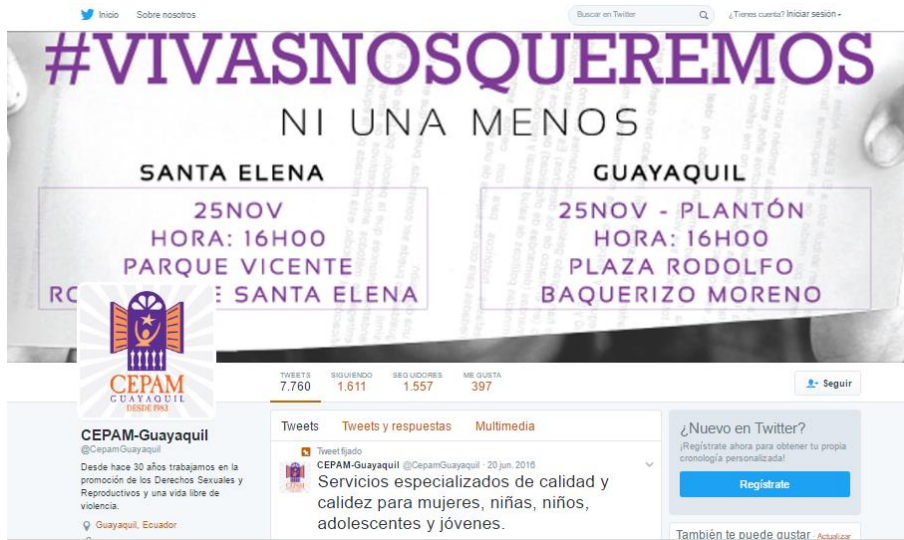 Inicio Sobre nosotros Buscar en Twitter ¿Tienes cuenta? Iniciar sesión
#VIVASNOSQUEREMOS
NI UNA MENOS
SANTA ELENA
25NOV
HORA: 16H00
PARQUE VICENTE
SANTA ELENA
GUAYAQUIL
25NOV - PLANTÓN
HORA: 16H00
PLAZA RODOLFO
BAQUERIZO MORENO
CEPAM
GUAYAQUIL
DESDE 1983
TWEETS SIGUIENDO SEGUIDORES ME GUSTA
7.760 1.611 1.557 397
Seguir
CEPAM-Guayaquil
@CepamGuayaquil
Desde hace 30 años trabajamos en la
promoción de los Derechos Sexuales y
Reproductivos y una vida libre de
violencia.
Guayaquil, Ecuador
Tweets Tweets y respuestas Multimedia
Tweet fijado
CEPAM-Guayaquil @CepamGuayaquil · 20 jun. 2016
Servicios especializados de calidad y
calidez para mujeres, niñas, niños,
adolescentes y jóvenes.
¿Nuevo en Twitter?
¡Regístrate ahora para obtener tu propia
cronología personalizada!
Regístrate
También te puede gustar · Actualizar